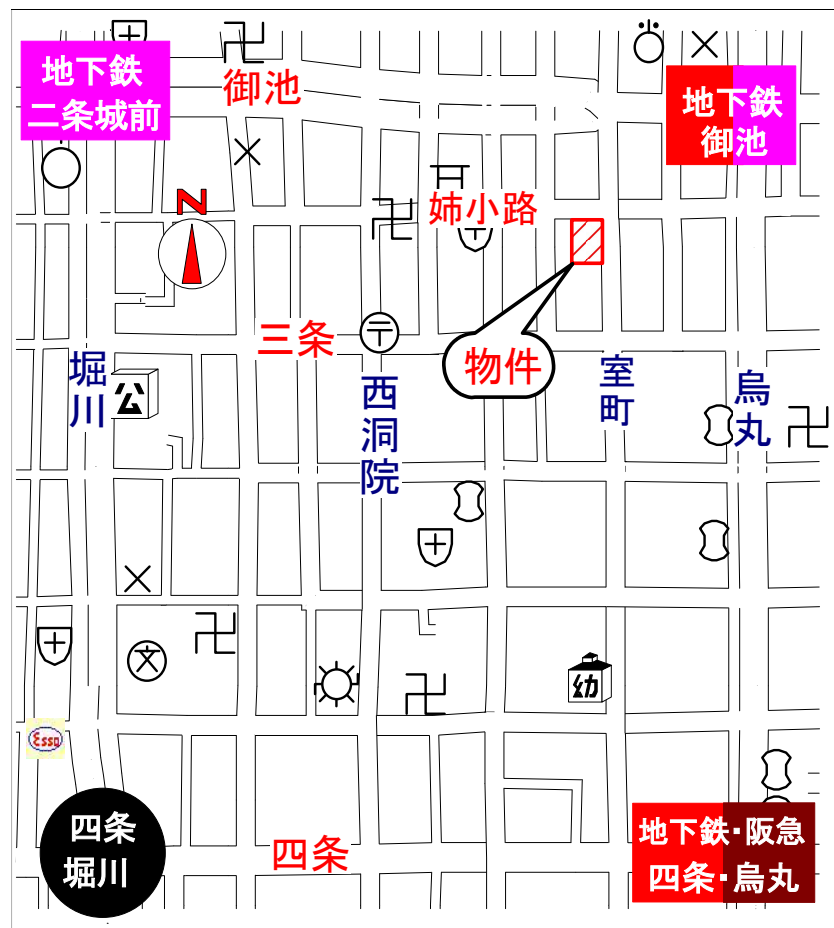 地下鉄
二条城前
御池
地下鉄
御池
N
姉小路
三条
〒
物件
堀川
公
西洞院
室町
烏丸
文
幼
Esso
四条
堀川
四条
地下鉄・阪急
四条・烏丸